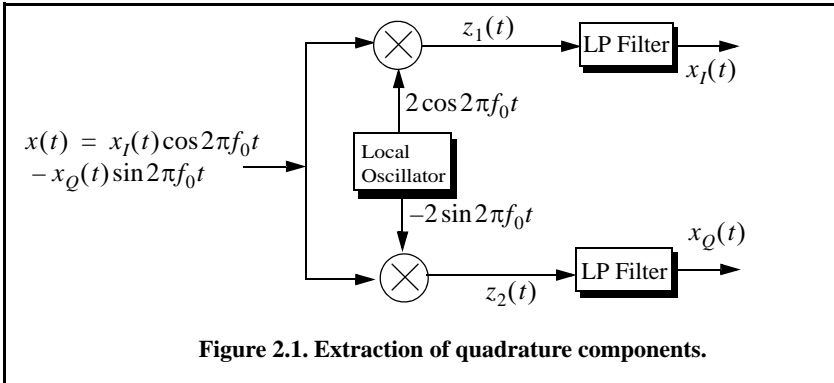 z₁(t)
LP Filter
x_I(t)
2cos2πf₀t
x(t) = x_I(t)cos2πf₀t
– x_Q(t)sin2πf₀t
Local
Oscillator
–2sin2πf₀t
x_Q(t)
LP Filter
z₂(t)
Figure 2.1. Extraction of quadrature components.